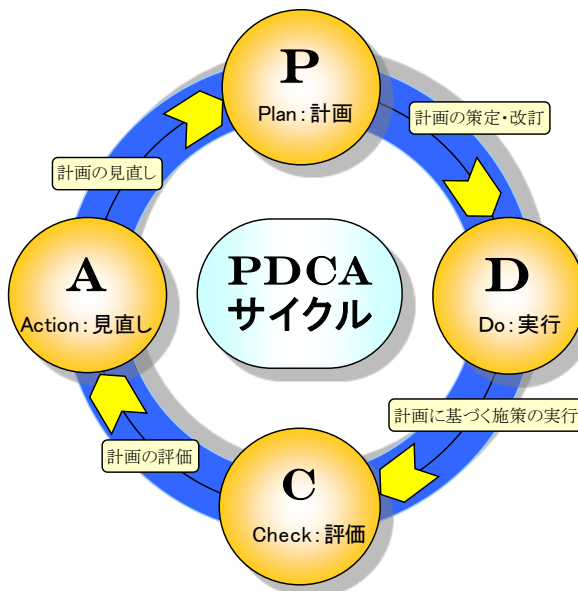 P
Plan：計画
計画の策定・改訂
計画の見直し
A
Action：見直し
PDCA
サイクル
D
Do：実行
計画に基づく施策の実行
計画の評価
C
Check：評価